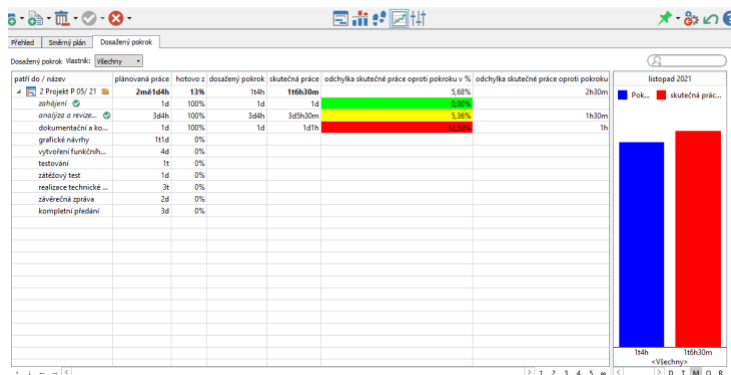 Přehled Směrný plán Dosažený pokrok
Dosažený pokrok Vlastník: Všechny
patří do / název plánovaná práce hotovo z dosažený pokrok skutečná práce odchylka skutečné práce oproti pokroku v % odchylka skutečné práce oproti pokroku
2 Projekt P 05/ 21 2mě1d4h 13% 1t4h 1t6h30m 5,68% 2h30m
zahájení 1d 100% 1d 1d 0,00%
analýza a revize... 3d4h 100% 3d4h 3d5h30m 5,36% 1h30m
dokumentační a ko... 1d 100% 1d 1d1h 12,50% 1h
grafické návrhy 1t1d 0%
vytvoření funkčníh... 4d 0%
testování 1t 0%
zátěžový test 1d 0%
realizace technické ... 3t 0%
závěrečná zpráva 2d 0%
kompletní předání 3d 0%
listopad 2021
Pok... skutečná prác...
1t4h 1t6h30m
<Všechny>
1 2 3 4 5 ∞
D T M Q R